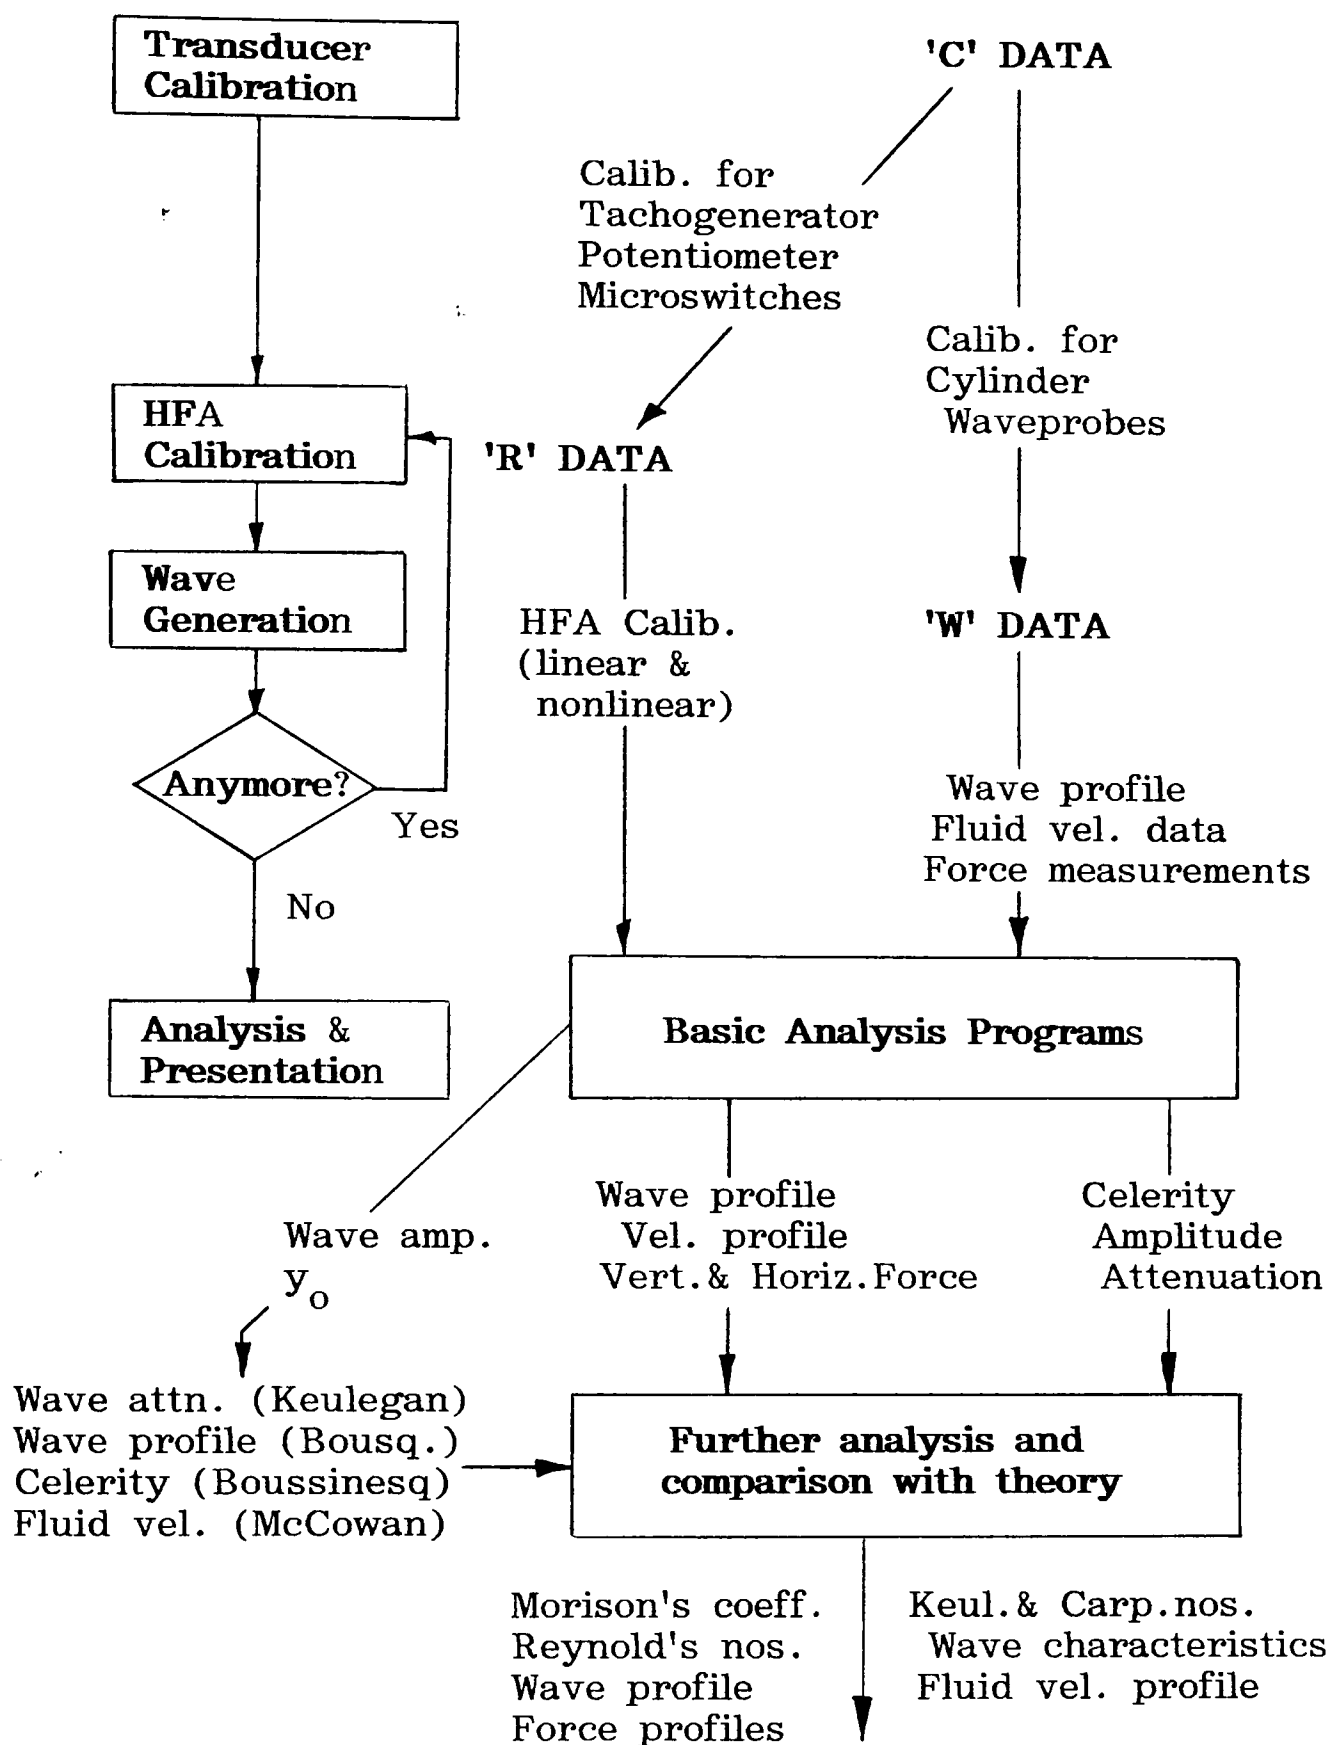 Transducer
Calibration
HFA
Calibration
Wave
Generation
Anymore?
Yes
No
Analysis &
Presentation
'C' DATA
Calib. for
Tachogenerator
Potentiometer
Microswitches
Calib. for
Cylinder
Waveprobes
'R' DATA
'W' DATA
HFA Calib.
(linear &
nonlinear)
Wave profile
Fluid vel. data
Force measurements
Basic Analysis Programs
Wave amp.
yo
Wave profile
Vel. profile
Vert.& Horiz.Force
Celerity
Amplitude
Attenuation
Wave attn. (Keulegan)
Wave profile (Bousq.)
Celerity (Boussinesq)
Fluid vel. (McCowan)
Further analysis and
comparison with theory
Morison's coeff.
Reynold's nos.
Wave profile
Force profiles
Keul.& Carp.nos.
Wave characteristics
Fluid vel. profile